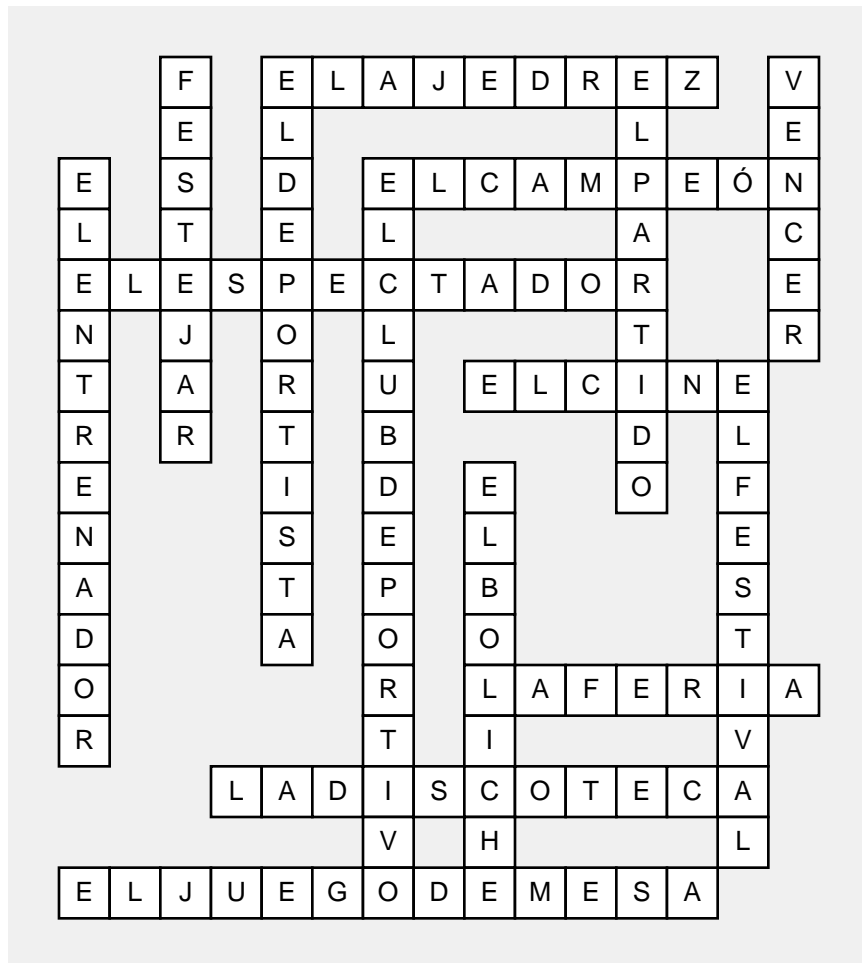 F E L A J E D R E Z V
E L L E
E S D E L C A M P E Ó N
L T E L A C
E L E S P E C T A D O R E
N J O L T R
T A R U E L C I N E
R R T B D L
E I D E O F
N S E L E
A T P B S
D A O O T
O R L A F E R I A
R T I V
L A D I S C O T E C A
V H L
E L J U E G O D E M E S A